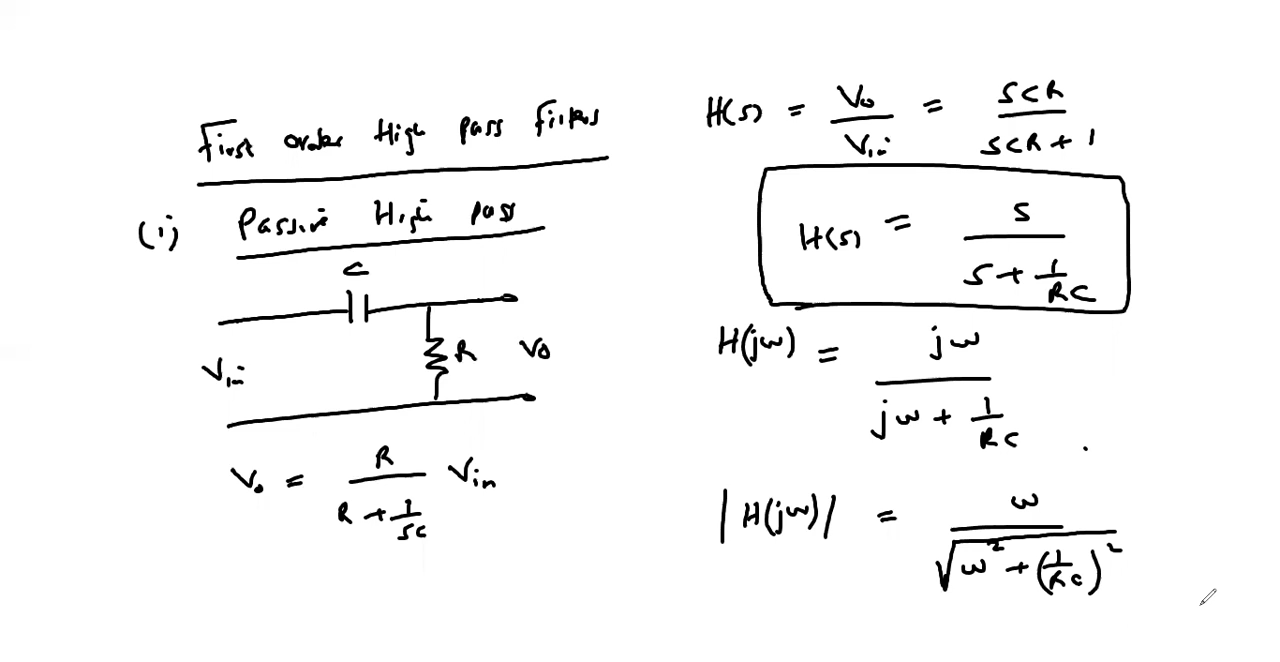 First order High pass filters
(i) Passive High pass
C
R
Vin
Vo
Vo = R / (R + 1/SC) Vin
H(s) = Vo/Vin = SCR / (SCR + 1)
H(s) = S / (S + 1/RC)
H(jω) = jω / (jω + 1/RC)
|H(jω)| = ω / √(ω² + (1/RC)²)